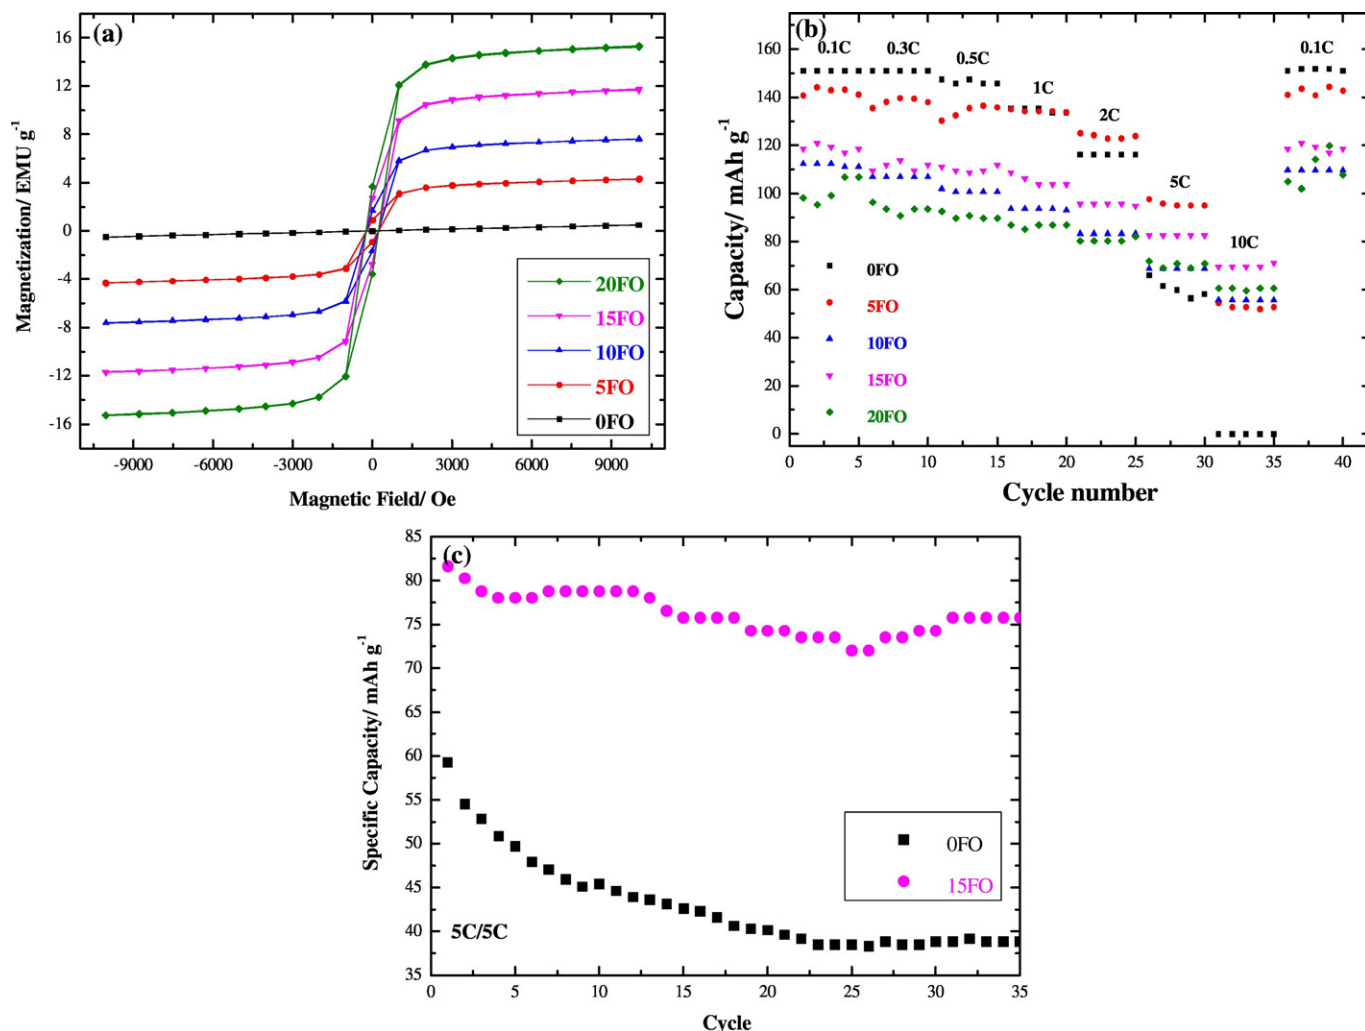 (a)
16
12
8
4
0
-4
-8
-12
-16
Magnetization/ EMU g-1
20FO
15FO
10FO
5FO
0FO
-9000 -6000 -3000 0 3000 6000 9000
Magnetic Field/ Oe
(b)
160
140
120
100
80
60
40
20
0
Capacity/ mAh g-1
0.1C 0.3C 0.5C 1C 2C 5C 10C 0.1C
0FO
5FO
10FO
15FO
20FO
0 5 10 15 20 25 30 35 40
Cycle number
(c)
85
80
75
70
65
60
55
50
45
40
35
Specific Capacity/ mAh g-1
0FO
15FO
5C/5C
0 5 10 15 20 25 30 35
Cycle